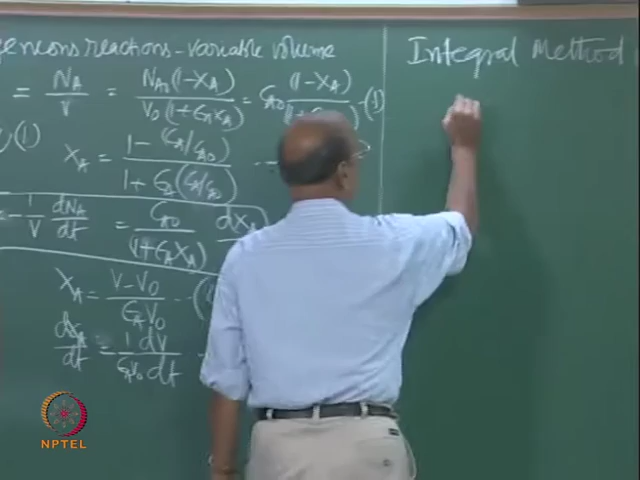 geneous reactions - variable volume
= N_A / V = N_A0 (1-X_A) / V_0 (1+ε_A X_A) = C_A0 (1-X_A) / (1+ε_A X_A) - (1)
(1) X_A = 1 - C_A/C_A0 / 1 + ε_A (C_A/C_A0)
1/V dN_A/dt = C_A0 / (1+ε_A X_A) dX_A
X_A = V-V_0 / ε_A V_0
dX_A/dt = 1/ε_A V_0 dV/dt
Integral Method
NPTEL